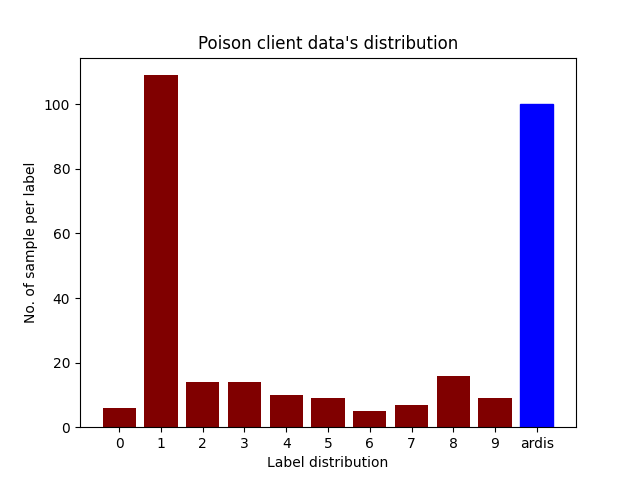 Poison client data's distribution
No. of sample per label
100
80
60
40
20
0
0 1 2 3 4 5 6 7 8 9 ardis
Label distribution